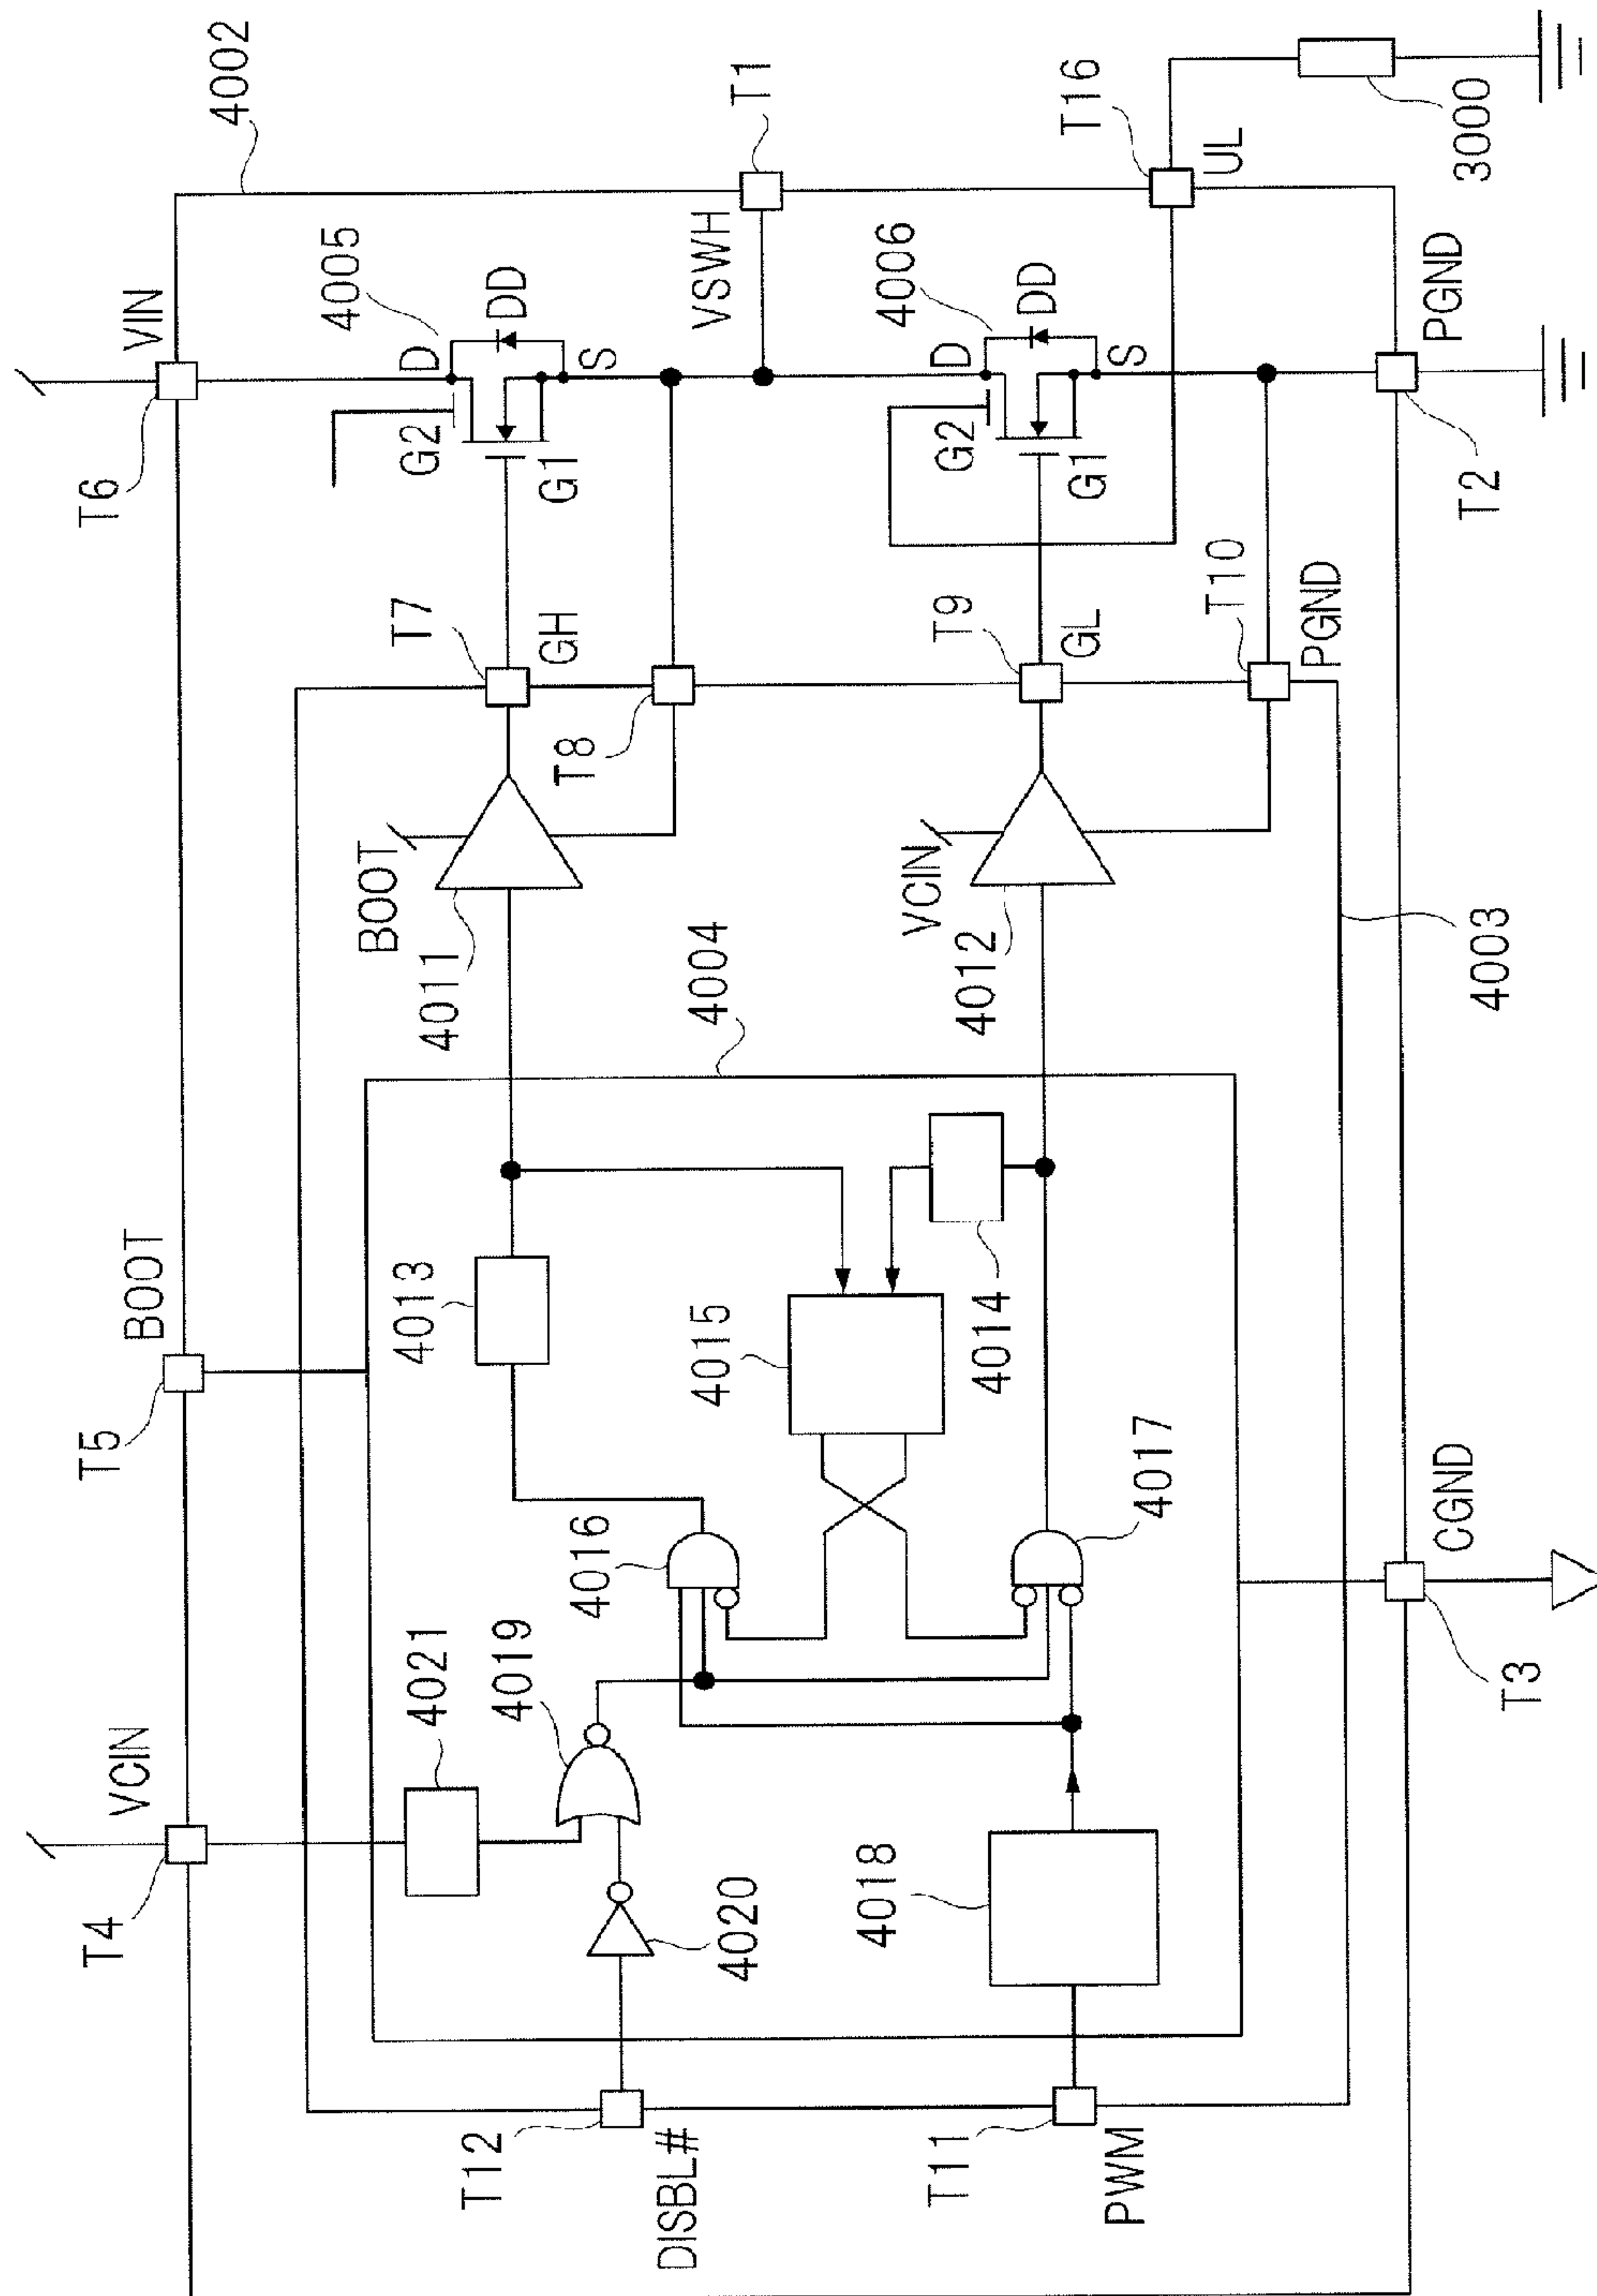 4002
T1
T16
UL
3000
VIN
T6
4005
D
DD
G2
S
G1
VSWH
4006
D
DD
G2
S
G1
PGND
T2
T7
GH
T8
T9
GL
T10
PGND
BOOT
4011
VCIN
4012
4004
4003
BOOT
T5
4013
4015
4014
4016
4017
CGND
T3
VCIN
T4
4021
4019
4020
4018
T12
DISBL#
T11
PWM